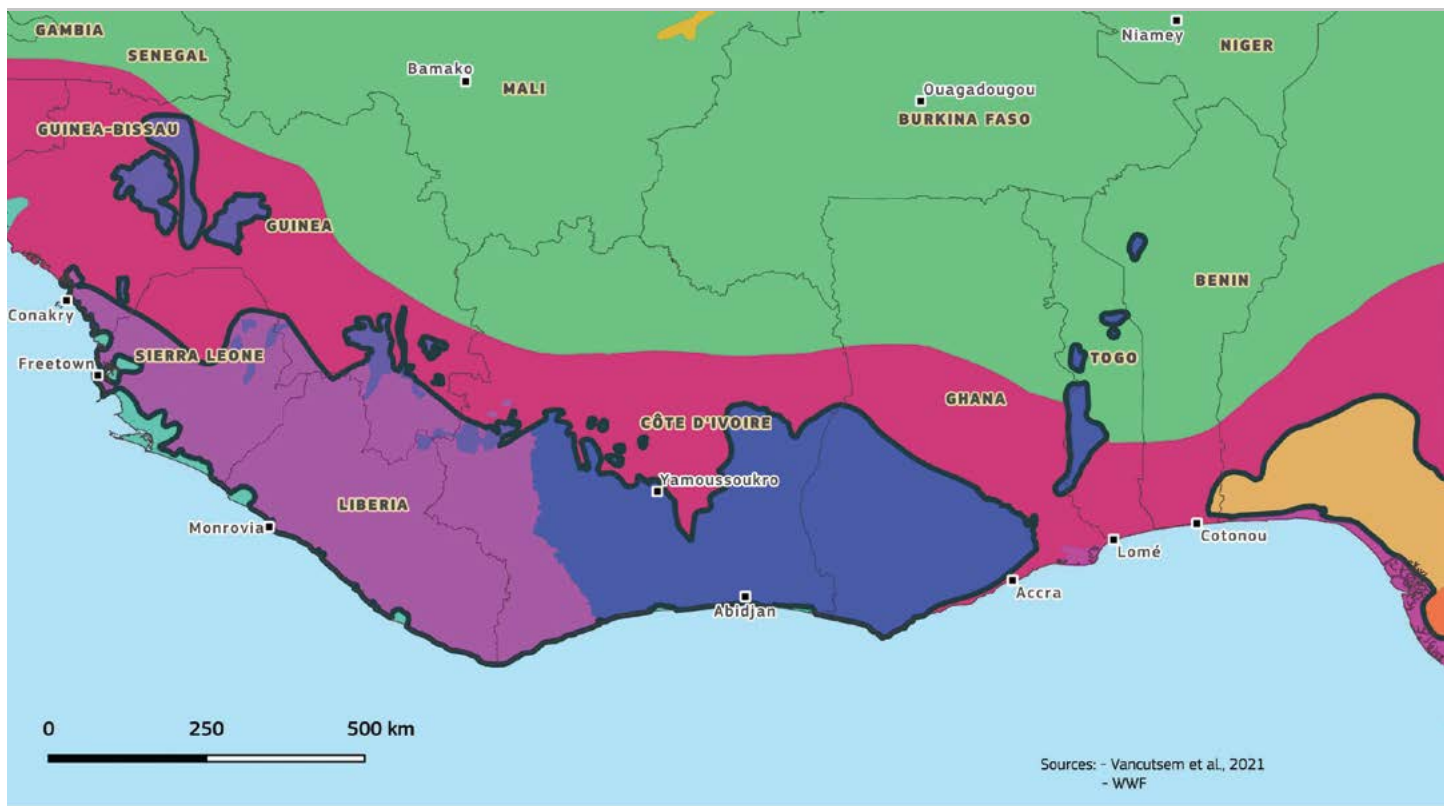 GAMBIA
SENEGAL
Bamako
MALI
Niamey
NIGER
Ouagadougou
BURKINA FASO
GUINEA-BISSAU
GUINEA
BENIN
Conakry
SIERRA LEONE
Freetown
TOGO
GHANA
CÔTE D'IVOIRE
Yamoussoukro
LIBERIA
Monrovia
Abidjan
Accra
Lomé
Cotonou
0 250 500 km
Sources: - Vancutsem et al., 2021
- WWF